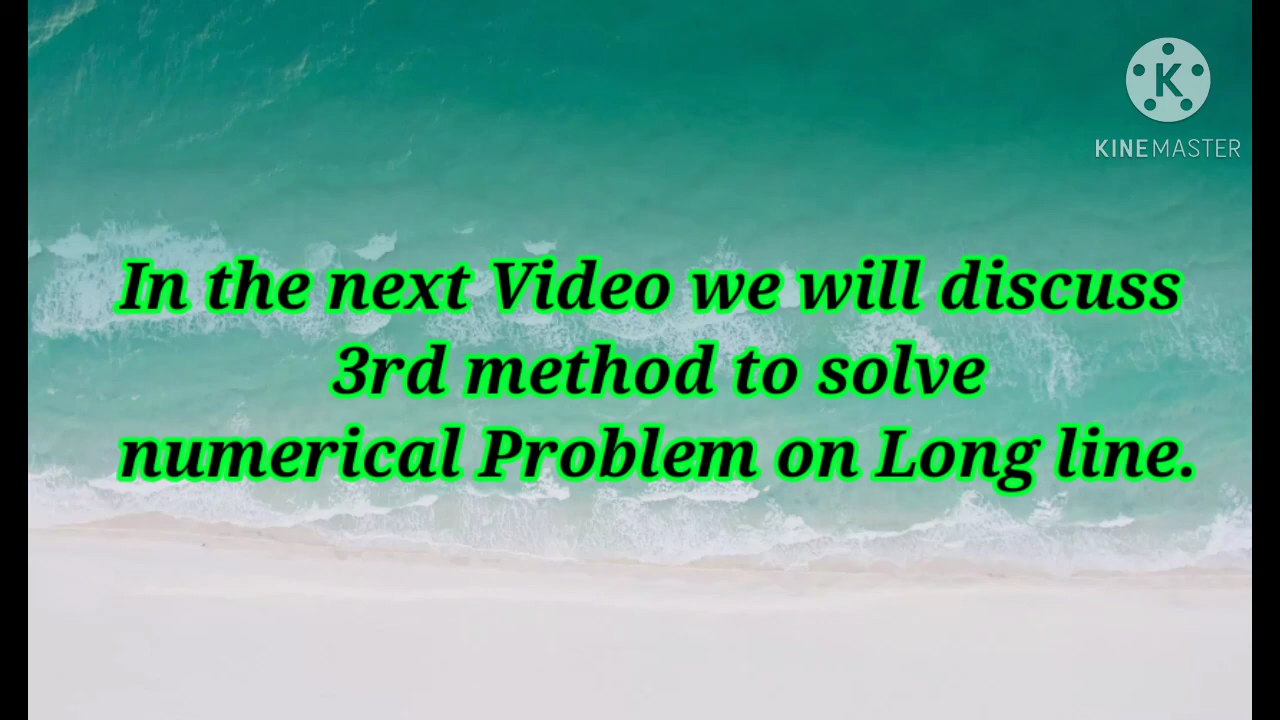 K
KINEMASTER
In the next Video we will discuss
3rd method to solve
numerical Problem on Long line.